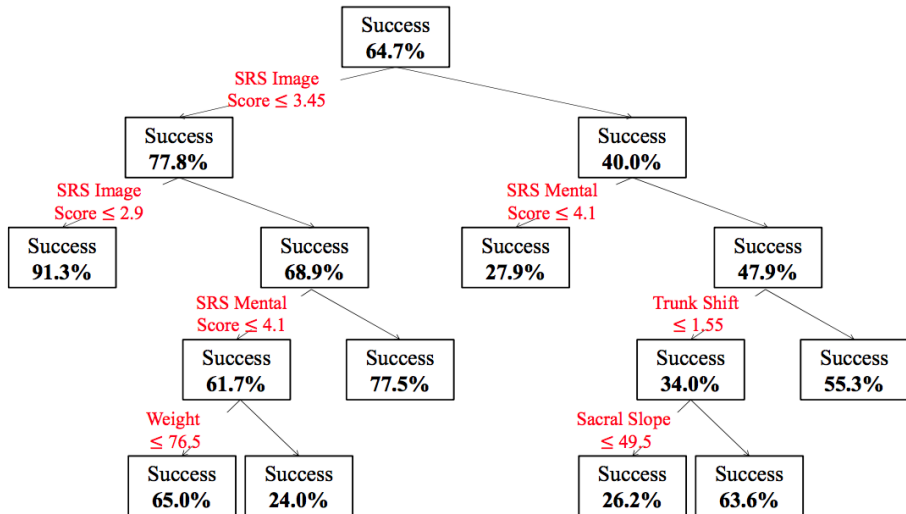 Success
64.7%
SRS Image
Score ≤ 3.45
Success
77.8%
Success
40.0%
SRS Image
Score ≤ 2.9
SRS Mental
Score ≤ 4.1
Success
91.3%
Success
68.9%
Success
27.9%
Success
47.9%
SRS Mental
Score ≤ 4.1
Trunk Shift
≤ 1.55
Success
61.7%
Success
77.5%
Success
34.0%
Success
55.3%
Weight
≤ 76.5
Sacral Slope
≤ 49.5
Success
65.0%
Success
24.0%
Success
26.2%
Success
63.6%